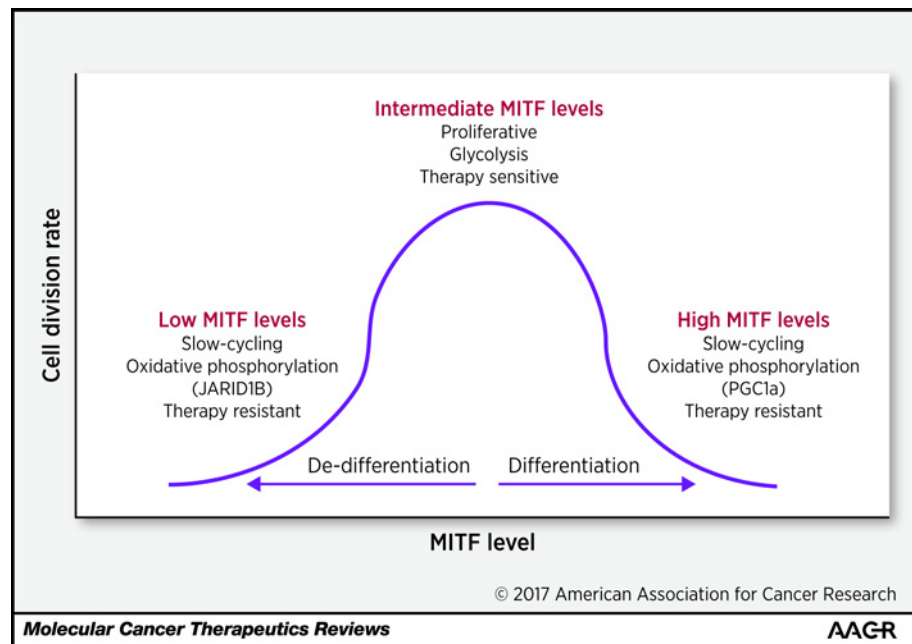 Intermediate MITF levels
Proliferative
Glycolysis
Therapy sensitive
Cell division rate
Low MITF levels
Slow-cycling
Oxidative phosphorylation
(JARID1B)
Therapy resistant
High MITF levels
Slow-cycling
Oxidative phosphorylation
(PGC1a)
Therapy resistant
De-differentiation
Differentiation
MITF level
© 2017 American Association for Cancer Research
Molecular Cancer Therapeutics Reviews
AACR